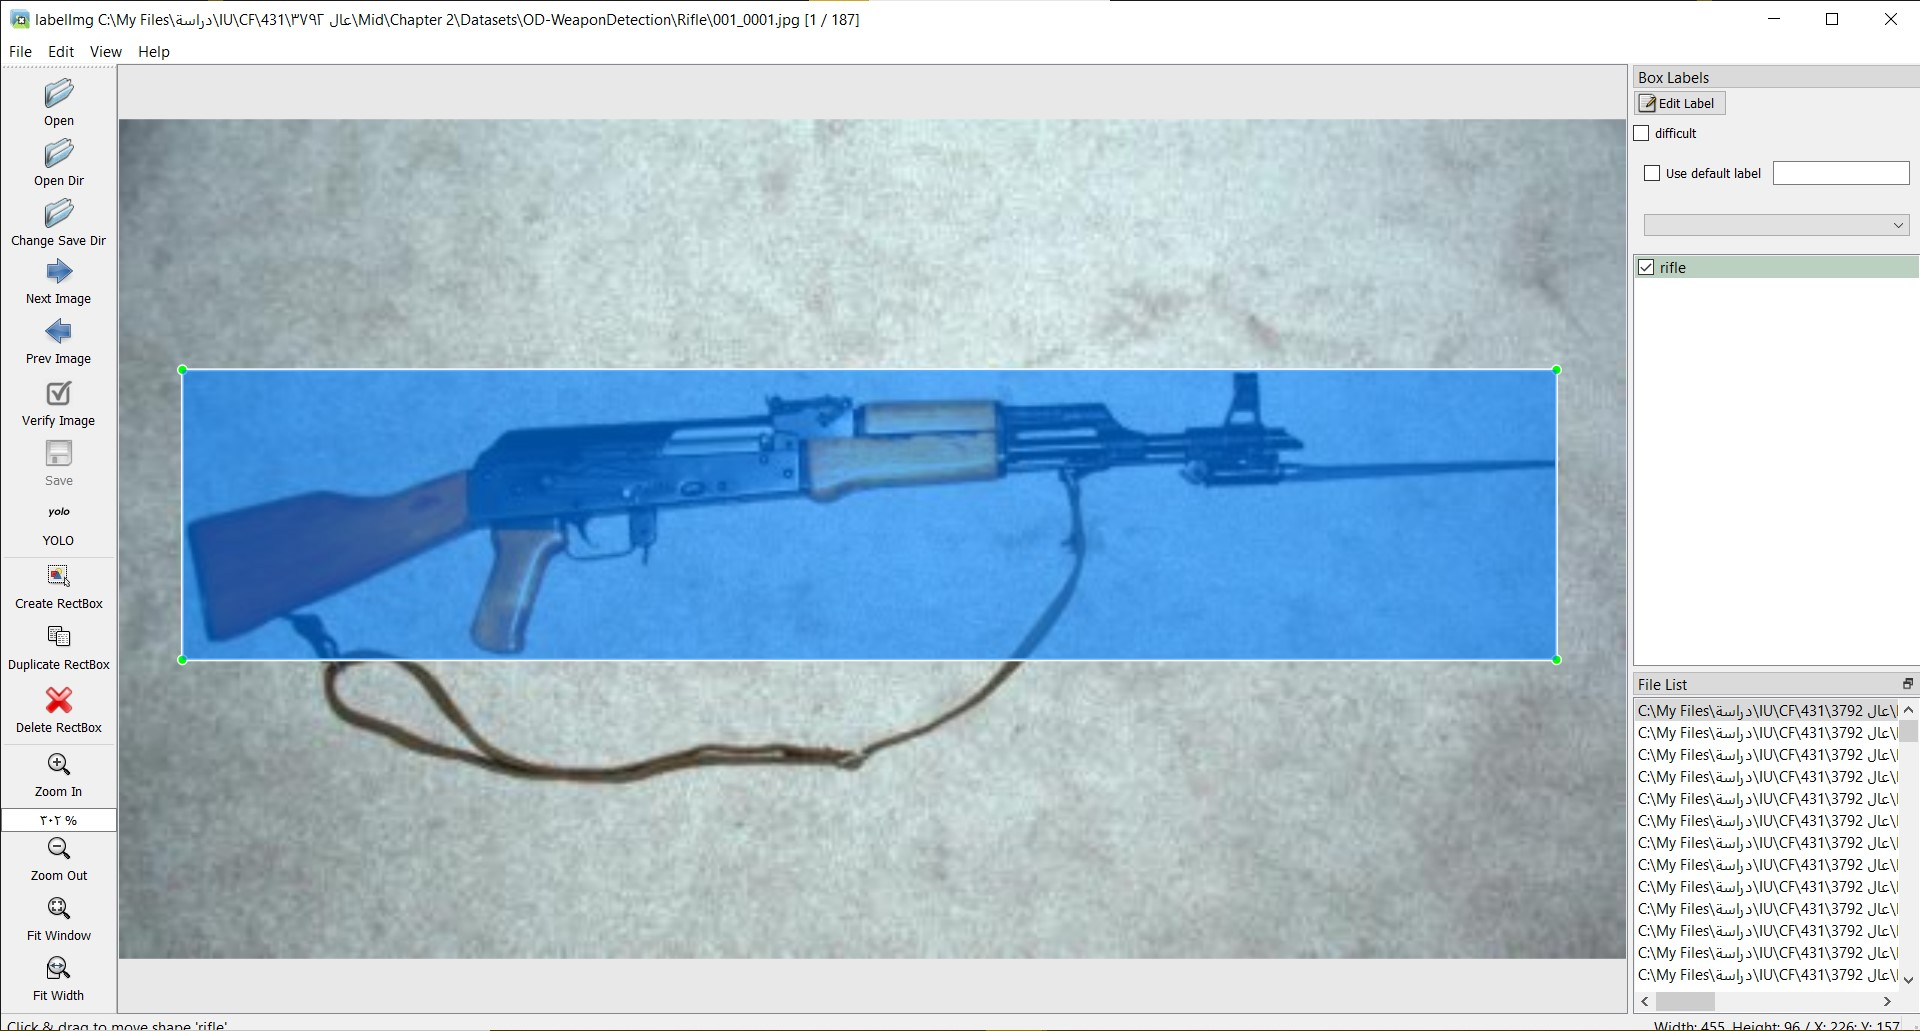 labelImg C:\My Files\دراسة\IU\CF\431\٣٧٩٢ عال\Mid\Chapter 2\Datasets\OD-WeaponDetection\Rifle\001_0001.jpg [1 / 187]
File Edit View Help
Open
Open Dir
Change Save Dir
Next Image
Prev Image
Verify Image
Save
yolo
YOLO
Create RectBox
Duplicate RectBox
Delete RectBox
Zoom In
٣٠٢ %
Zoom Out
Fit Window
Fit Width
Box Labels
Edit Label
difficult
Use default label
rifle
File List
C:\My Files\دراسة\IU\CF\431\3792 عال\
C:\My Files\دراسة\IU\CF\431\3792 عال\
C:\My Files\دراسة\IU\CF\431\3792 عال\
C:\My Files\دراسة\IU\CF\431\3792 عال\
C:\My Files\دراسة\IU\CF\431\3792 عال\
C:\My Files\دراسة\IU\CF\431\3792 عال\
C:\My Files\دراسة\IU\CF\431\3792 عال\
C:\My Files\دراسة\IU\CF\431\3792 عال\
C:\My Files\دراسة\IU\CF\431\3792 عال\
C:\My Files\دراسة\IU\CF\431\3792 عال\
C:\My Files\دراسة\IU\CF\431\3792 عال\
C:\My Files\دراسة\IU\CF\431\3792 عال\
C:\My Files\دراسة\IU\CF\431\3792 عال\
Click & drag to move shape 'rifle'
Width: 455, Height: 96 / X: 226; Y: 157